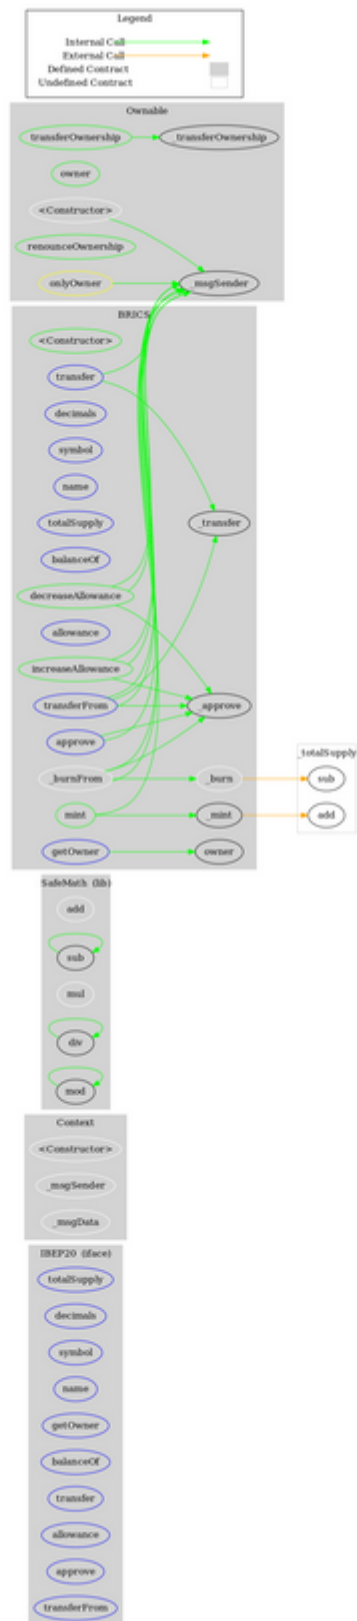 Legend
Internal Call
External Call
Defined Contract
Undefined Contract
Ownable
transferOwnership
_transferOwnership
owner
<Constructor>
renounceOwnership
onlyOwner
_msgSender
BRICS
<Constructor>
transfer
decimals
symbol
name
totalSupply
_transfer
balanceOf
decreaseAllowance
allowance
increaseAllowance
transferFrom
_approve
approve
_totalSupply
_burnFrom
_burn
sub
mint
_mint
add
getOwner
owner
SafeMath (lib)
add
sub
mul
div
mod
Context
<Constructor>
_msgSender
_msgData
IBEP20 (iface)
totalSupply
decimals
symbol
name
getOwner
balanceOf
transfer
allowance
approve
transferFrom